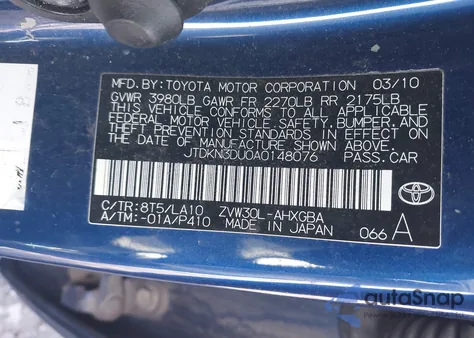 MFD.BY:TOYOTA MOTOR CORPORATION 03/10
GVWR 3980LB GAWR FR 2270LB RR 2175LB
THIS VEHICLE CONFORMS TO ALL APPLICABLE
FEDERAL MOTOR VEHICLE SAFETY,BUMPER,AND
THEFT PREVENTION STANDARDS IN EFFECT ON
THE DATE OF MANUFACTURE SHOWN ABOVE.
JTDKN3DU0A0148076 PASS.CAR
C/TR:8T5/LA10 ZVW30L-AHXGBA
A/TM:-01A/P410 MADE IN JAPAN
066 A
TOYOTA
autoSnap